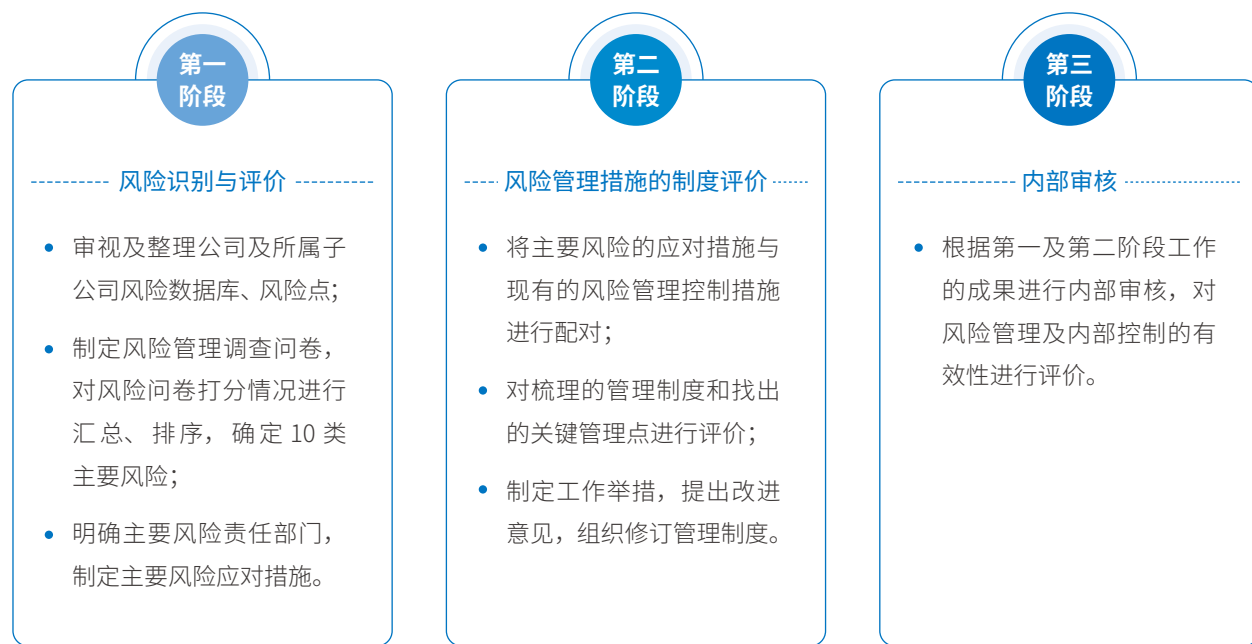 第一
阶段
风险识别与评价
审视及整理公司及所属子
公司风险数据库、风险点；
制定风险管理调查问卷，
对风险问卷打分情况进行
汇总、排序，确定 10 类
主要风险；
明确主要风险责任部门，
制定主要风险应对措施。
第二
阶段
风险管理措施的制度评价
将主要风险的应对措施与
现有的风险管理控制措施
进行配对；
对梳理的管理制度和找出
的关键管理点进行评价；
制定工作举措，提出改进
意见，组织修订管理制度。
第三
阶段
内部审核
根据第一及第二阶段工作
的成果进行内部审核，对
风险管理及内部控制的有
效性进行评价。